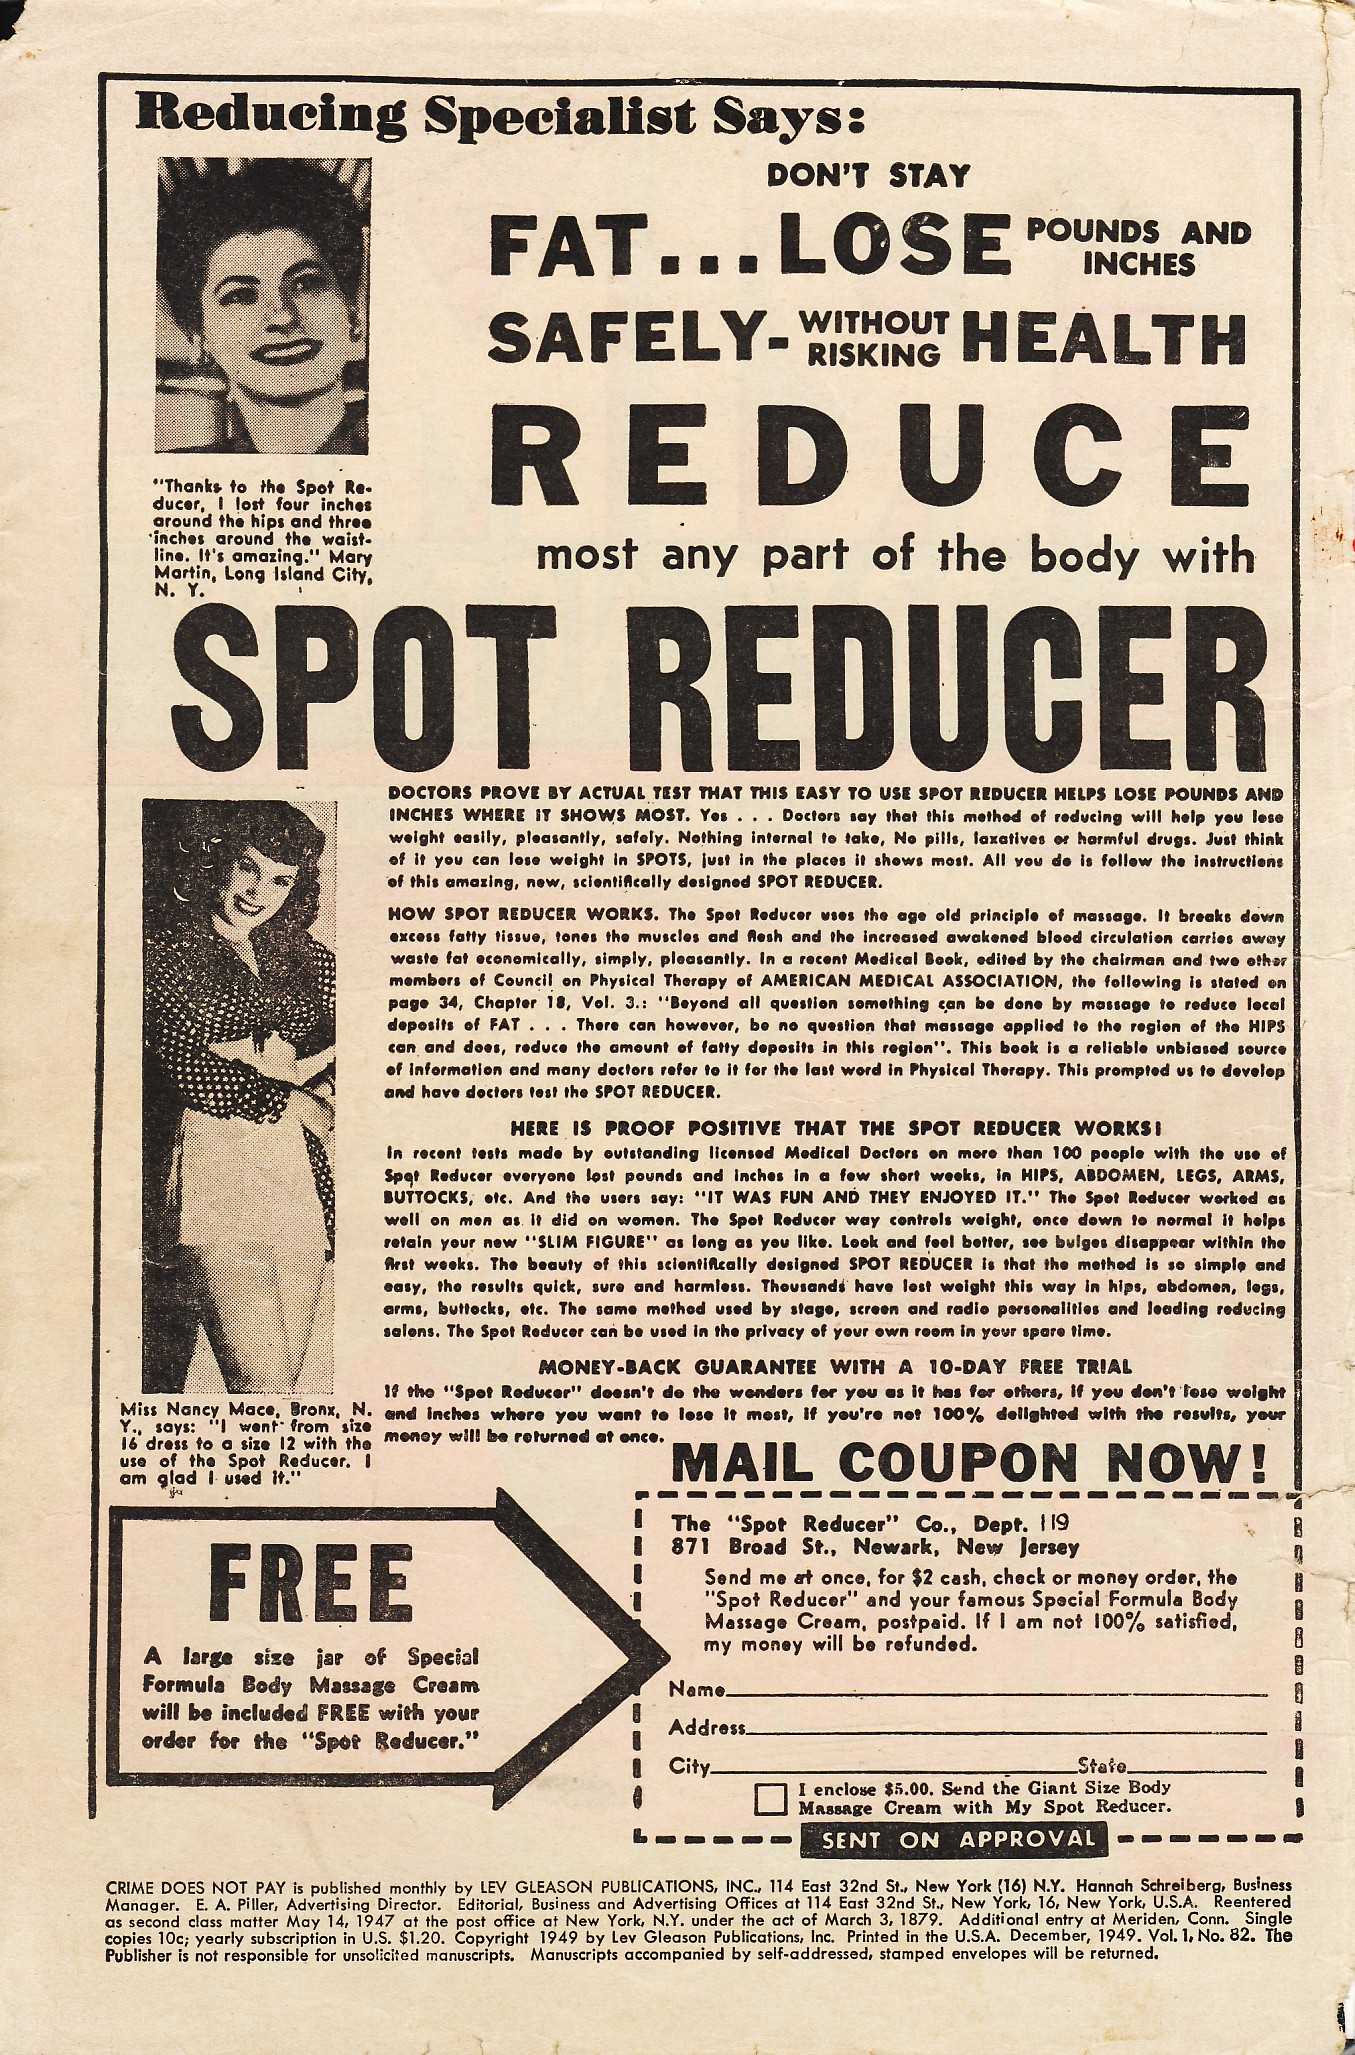 Reducing Specialist Says:
DON'T STAY
FAT...LOSE POUNDS AND
INCHES
SAFELY- WITHOUT
RISKING HEALTH
REDUCE
most any part of the body with
"Thanks to the Spot Re-
ducer, I lost four inches
around the hips and three
inches around the waist-
line. It's amazing." Mary
Martin, Long Island City,
N. Y.
SPOT REDUCER
DOCTORS PROVE BY ACTUAL TEST THAT THIS EASY TO USE SPOT REDUCER HELPS LOSE POUNDS AND
INCHES WHERE IT SHOWS MOST. Yes . . . Doctors say that this method of reducing will help you lose
weight easily, pleasantly, safely. Nothing internal to take, No pills, laxatives or harmful drugs. Just think
of it you can lose weight in SPOTS, just in the places it shows most. All you do is follow the instructions
of this amazing, new, scientifically designed SPOT REDUCER.
HOW SPOT REDUCER WORKS. The Spot Reducer uses the age old principle of massage. It breaks down
excess fatty tissue, tones the muscles and flesh and the increased awakened blood circulation carries away
waste fat economically, simply, pleasantly. In a recent Medical Book, edited by the chairman and two other
members of Council on Physical Therapy of AMERICAN MEDICAL ASSOCIATION, the following is stated on
page 34, Chapter 18, Vol. 3.: "Beyond all question something can be done by massage to reduce local
deposits of FAT . . . There can however, be no question that massage applied to the region of the HIPS
can and does, reduce the amount of fatty deposits in this region". This book is a reliable unbiased source
of information and many doctors refer to it for the last word in Physical Therapy. This prompted us to develop
and have doctors test the SPOT REDUCER.
HERE IS PROOF POSITIVE THAT THE SPOT REDUCER WORKS!
In recent tests made by outstanding licensed Medical Doctors on more than 100 people with the use of
Spot Reducer everyone lost pounds and inches in a few short weeks, in HIPS, ABDOMEN, LEGS, ARMS,
BUTTOCKS, etc. And the users say: "IT WAS FUN AND THEY ENJOYED IT." The Spot Reducer worked as
well on men as it did on women. The Spot Reducer way controls weight, once down to normal it helps
retain your new "SLIM FIGURE" as long as you like. Look and feel better, see bulges disappear within the
first weeks. The beauty of this scientifically designed SPOT REDUCER is that the method is so simple and
easy, the results quick, sure and harmless. Thousands have lost weight this way in hips, abdomen, legs,
arms, buttocks, etc. The same method used by stage, screen and radio personalities and leading reducing
salons. The Spot Reducer can be used in the privacy of your own room in your spare time.
MONEY-BACK GUARANTEE WITH A 10-DAY FREE TRIAL
If the "Spot Reducer" doesn't do the wonders for you as it has for others, if you don't lose weight
and inches where you want to lose it most, if you're not 100% delighted with the results, your
money will be returned at once.
Miss Nancy Mace, Bronx, N.
Y., says: "I went from size
16 dress to a size 12 with the
use of the Spot Reducer. I
am glad I used it."
MAIL COUPON NOW!
FREE
A large size jar of Special
Formula Body Massage Cream
will be included FREE with your
order for the "Spot Reducer."
The "Spot Reducer" Co., Dept. 119
871 Broad St., Newark, New Jersey
Send me at once, for $2 cash, check or money order, the
"Spot Reducer" and your famous Special Formula Body
Massage Cream, postpaid. If I am not 100% satisfied,
my money will be refunded.
Name
Address
City State
I enclose $5.00. Send the Giant Size Body
Massage Cream with My Spot Reducer.
SENT ON APPROVAL
CRIME DOES NOT PAY is published monthly by LEV GLEASON PUBLICATIONS, INC., 114 East 32nd St., New York (16) N.Y. Hannah Schreiberg, Business
Manager. E. A. Piller, Advertising Director. Editorial, Business and Advertising Offices at 114 East 32nd St., New York, 16, New York, U.S.A. Reentered
as second class matter May 14, 1947 at the post office at New York, N.Y. under the act of March 3, 1879. Additional entry at Meriden, Conn. Single
copies 10c; yearly subscription in U.S. $1.20. Copyright 1949 by Lev Gleason Publications, Inc. Printed in the U.S.A. December, 1949. Vol. 1, No. 82. The
Publisher is not responsible for unsolicited manuscripts. Manuscripts accompanied by self-addressed, stamped envelopes will be returned.